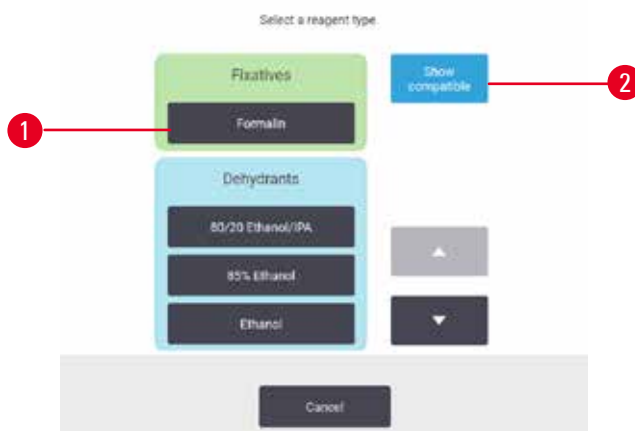 Select a reagent type
Fixatives
Show
compatible
2
1
Formalin
Dehydrants
80/20 Ethanol/IPA
85% Ethanol
Ethanol
Cancel